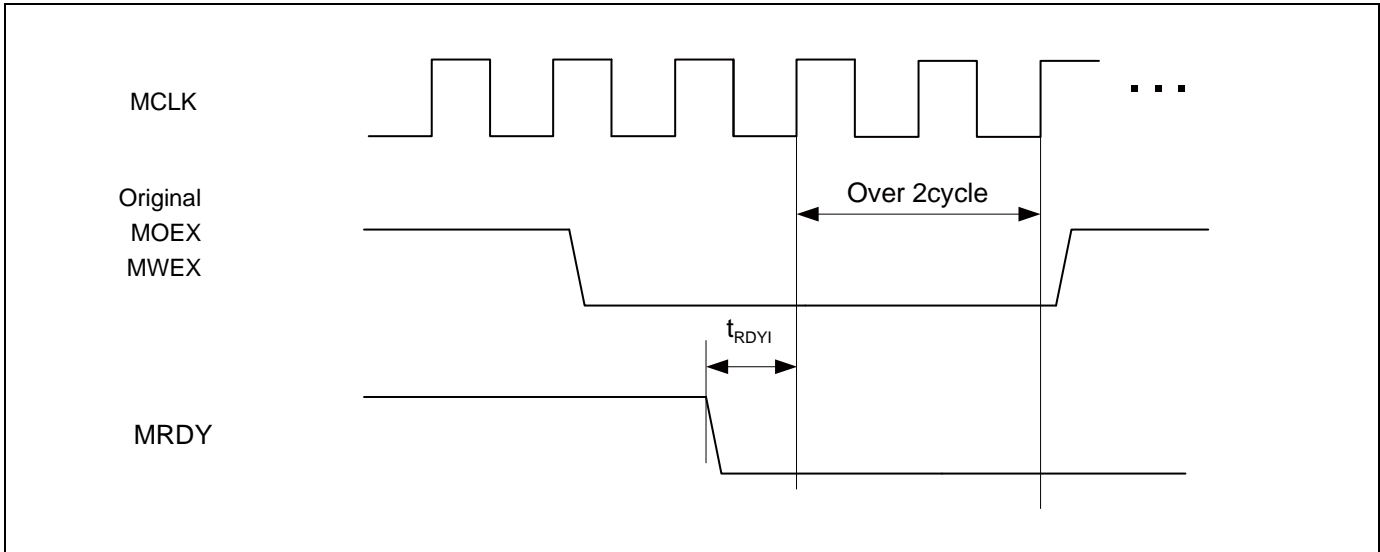 MCLK
Original
Over 2cycle
MOEX
MWEX
tRDYI
MRDY